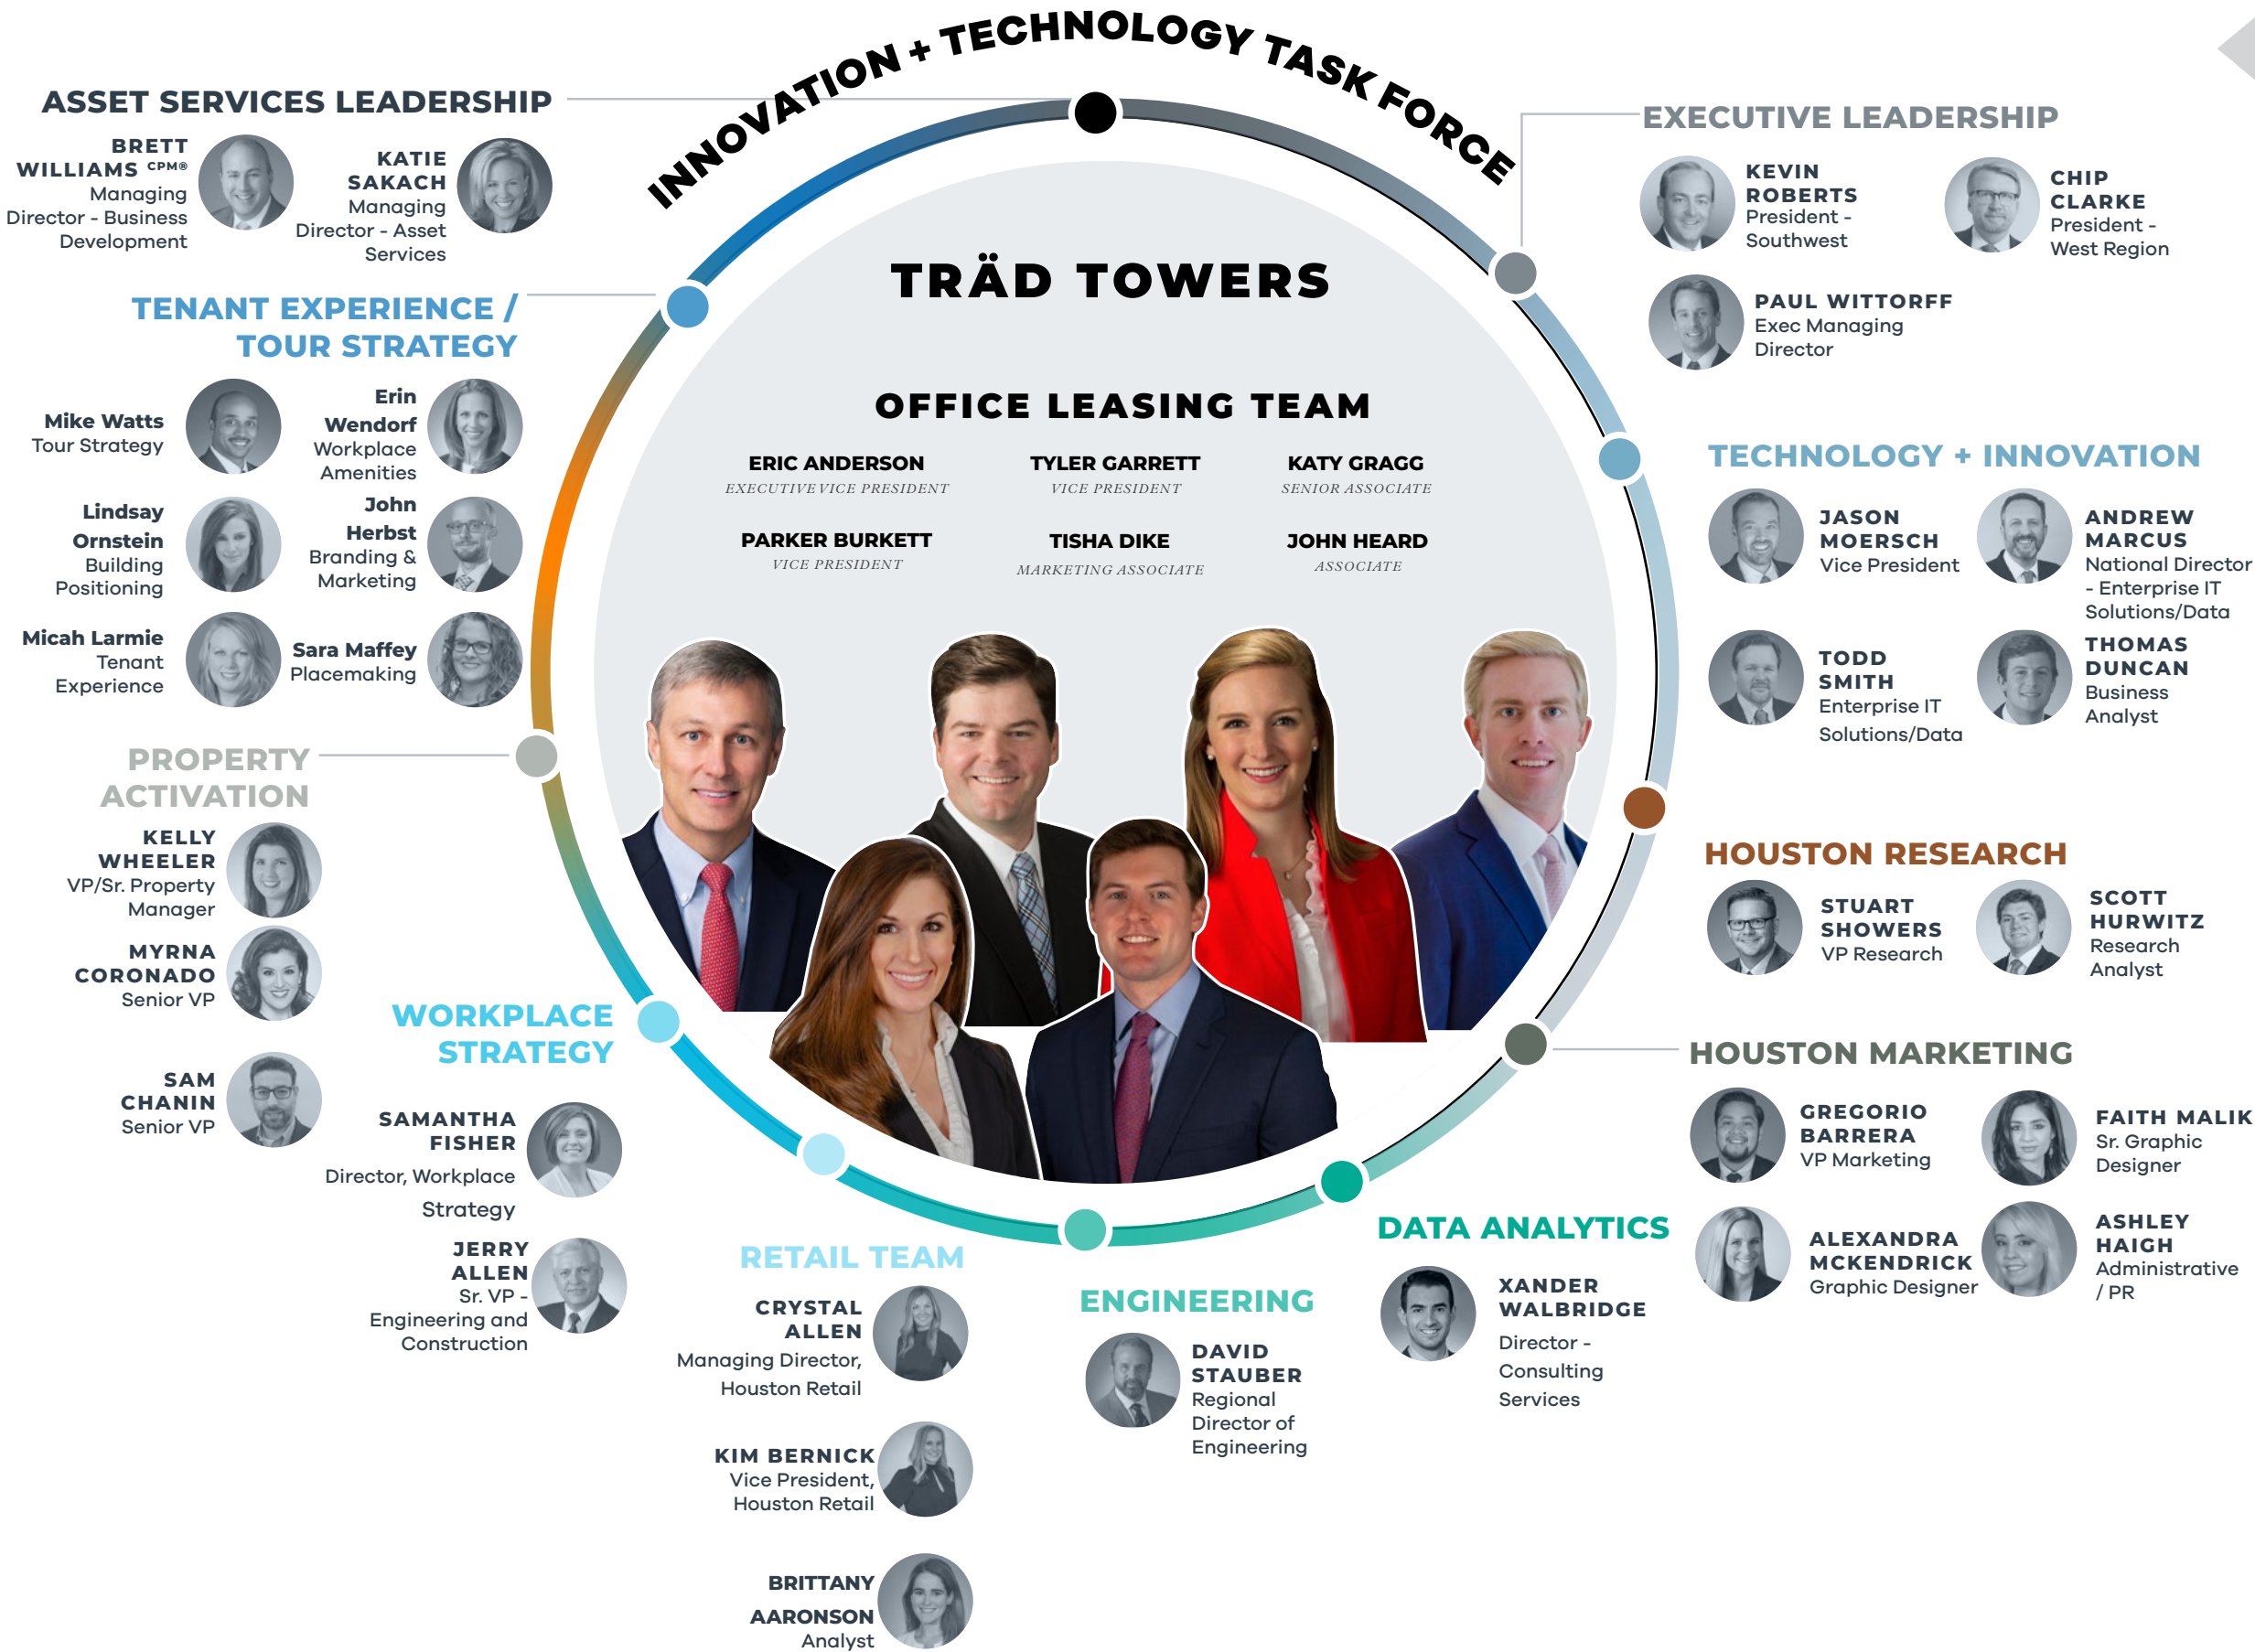 INNOVATION + TECHNOLOGY TASK FORCE
ASSET SERVICES LEADERSHIP
BRETT
WILLIAMS CPM®
Managing
Director - Business
Development
KATIE
SAKACH
Managing
Director - Asset
Services
TENANT EXPERIENCE /
TOUR STRATEGY
Mike Watts
Tour Strategy
Erin
Wendorf
Workplace
Amenities
Lindsay
Ornstein
Building
Positioning
John
Herbst
Branding &
Marketing
Micah Larmie
Tenant
Experience
Sara Maffey
Placemaking
PROPERTY
ACTIVATION
KELLY
WHEELER
VP/Sr. Property
Manager
MYRNA
CORONADO
Senior VP
SAM
CHANIN
Senior VP
WORKPLACE
STRATEGY
SAMANTHA
FISHER
Director, Workplace
Strategy
JERRY
ALLEN
Sr. VP -
Engineering and
Construction
TRÄD TOWERS
OFFICE LEASING TEAM
ERIC ANDERSON
EXECUTIVE VICE PRESIDENT
TYLER GARRETT
VICE PRESIDENT
KATY GRAGG
SENIOR ASSOCIATE
PARKER BURKETT
VICE PRESIDENT
TISHA DIKE
MARKETING ASSOCIATE
JOHN HEARD
ASSOCIATE
RETAIL TEAM
CRYSTAL
ALLEN
Managing Director,
Houston Retail
KIM BERNICK
Vice President,
Houston Retail
BRITTANY
AARONSON
Analyst
ENGINEERING
DAVID
STAUBER
Regional
Director of
Engineering
DATA ANALYTICS
XANDER
WALBRIDGE
Director -
Consulting
Services
EXECUTIVE LEADERSHIP
KEVIN
ROBERTS
President -
Southwest
CHIP
CLARKE
President -
West Region
PAUL WITTORFF
Exec Managing
Director
TECHNOLOGY + INNOVATION
JASON
MOERSCH
Vice President
ANDREW
MARCUS
National Director
- Enterprise IT
Solutions/Data
TODD
SMITH
Enterprise IT
Solutions/Data
THOMAS
DUNCAN
Business
Analyst
HOUSTON RESEARCH
STUART
SHOWERS
VP Research
SCOTT
HURWITZ
Research
Analyst
HOUSTON MARKETING
GREGORIO
BARRERA
VP Marketing
FAITH MALIK
Sr. Graphic
Designer
ALEXANDRA
MCKENDRICK
Graphic Designer
ASHLEY
HAIGH
Administrative
/ PR